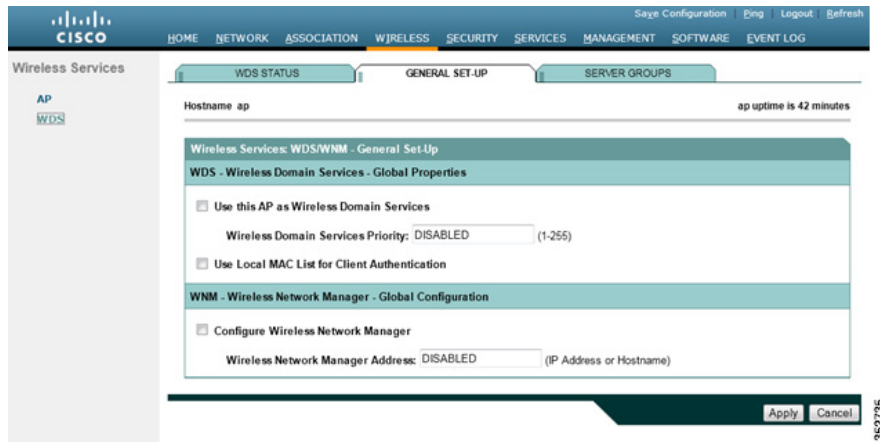 Save Configuration Ping Logout Refresh
CISCO
HOME NETWORK ASSOCIATION WIRELESS SECURITY SERVICES MANAGEMENT SOFTWARE EVENT LOG
Wireless Services
AP
WDS
WDS STATUS GENERAL SET-UP SERVER GROUPS
Hostname ap ap uptime is 42 minutes
Wireless Services: WDS/WNM - General Set-Up
WDS - Wireless Domain Services - Global Properties
Use this AP as Wireless Domain Services
Wireless Domain Services Priority: DISABLED (1-255)
Use Local MAC List for Client Authentication
WNM - Wireless Network Manager - Global Configuration
Configure Wireless Network Manager
Wireless Network Manager Address: DISABLED (IP Address or Hostname)
Apply Cancel